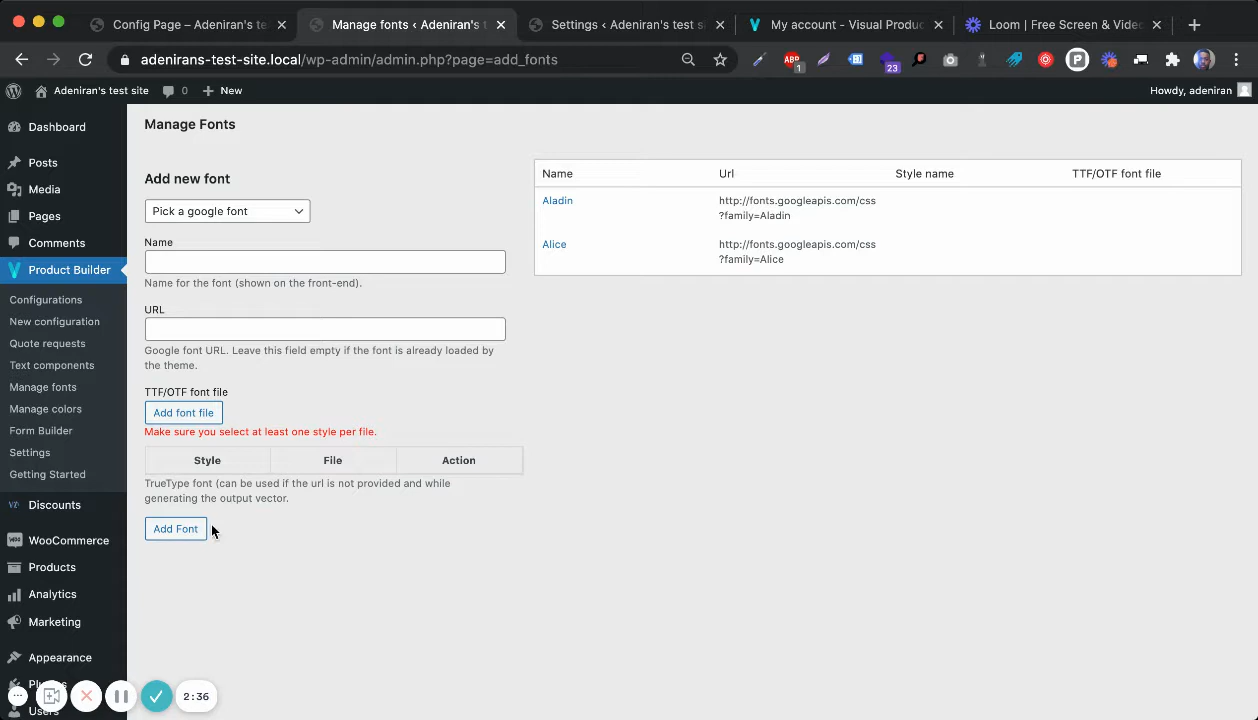 Config Page – Adeniran's te
Manage fonts ‹ Adeniran's t
Settings ‹ Adeniran's test s
My account - Visual Produc
Loom | Free Screen & Video
adenirans-test-site.local/wp-admin/admin.php?page=add_fonts
ABP
1
23
P
Adeniran's test site
0
New
Howdy, adeniran
Dashboard
Posts
Media
Pages
Comments
Product Builder
Configurations
New configuration
Quote requests
Text components
Manage fonts
Manage colors
Form Builder
Settings
Getting Started
Discounts
WooCommerce
Products
Analytics
Marketing
Appearance
Users
Manage Fonts
Add new font
Pick a google font
Name
Name for the font (shown on the front-end).
URL
Google font URL. Leave this field empty if the font is already loaded by
the theme.
TTF/OTF font file
Add font file
Make sure you select at least one style per file.
Style File Action
TrueType font (can be used if the url is not provided and while
generating the output vector.
Add Font
Name Url Style name TTF/OTF font file
Aladin http://fonts.googleapis.com/css
?family=Aladin
Alice http://fonts.googleapis.com/css
?family=Alice
2:36